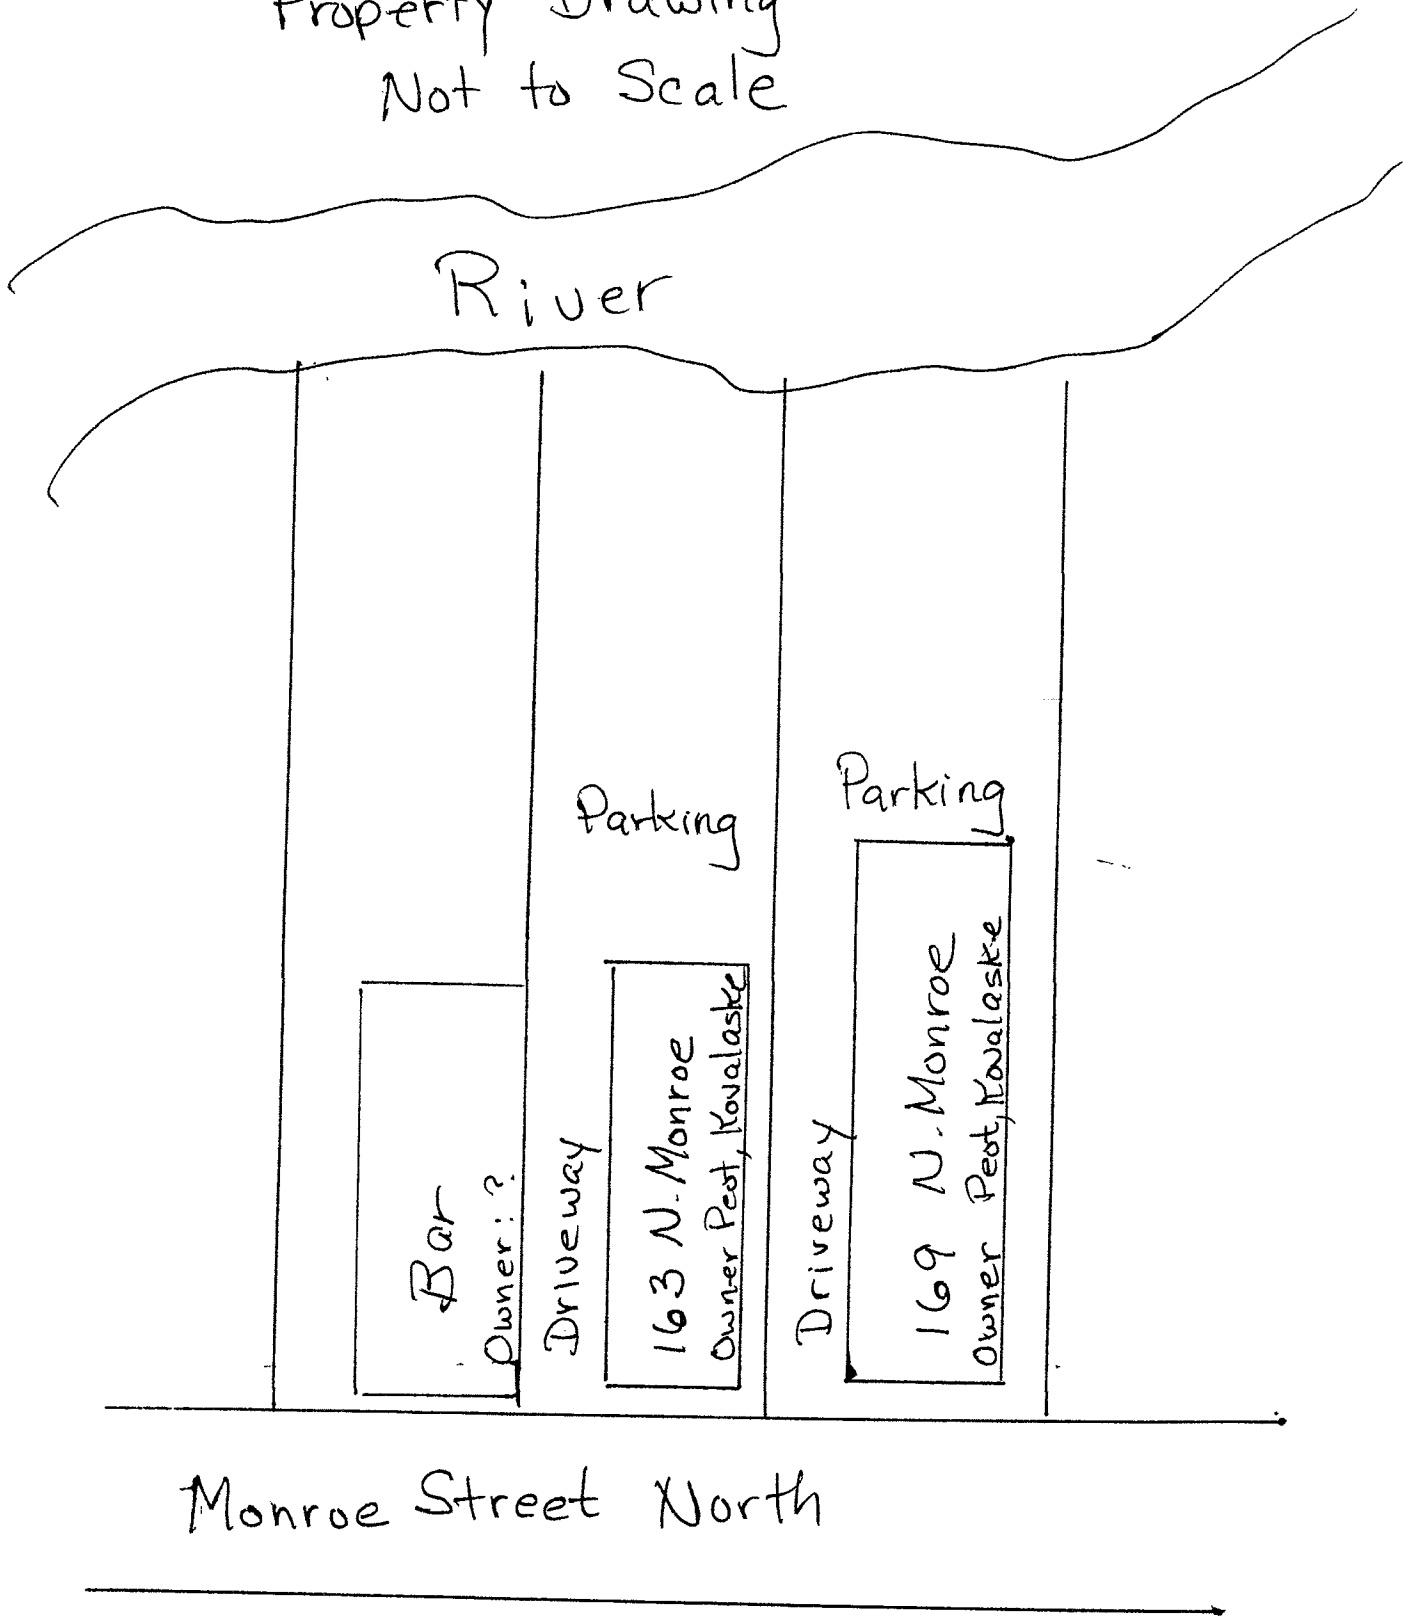 Property Drawing
Not to Scale
River
Parking
Parking
Bar
Owner: ?
Driveway
163 N. Monroe
Owner Peot, Kovalaske
Driveway
169 N. Monroe
Owner Peot, Kovalaske
Monroe Street North